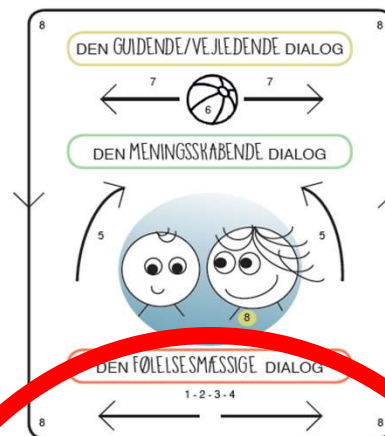 8 8
DEN GUIDENDE/VEJLEDENDE DIALOG
7 7
6
DEN MENINGSSKABENDE DIALOG
5 5
8
DEN FØLELSESMÆSSIGE DIALOG
1-2-3-4
8 8